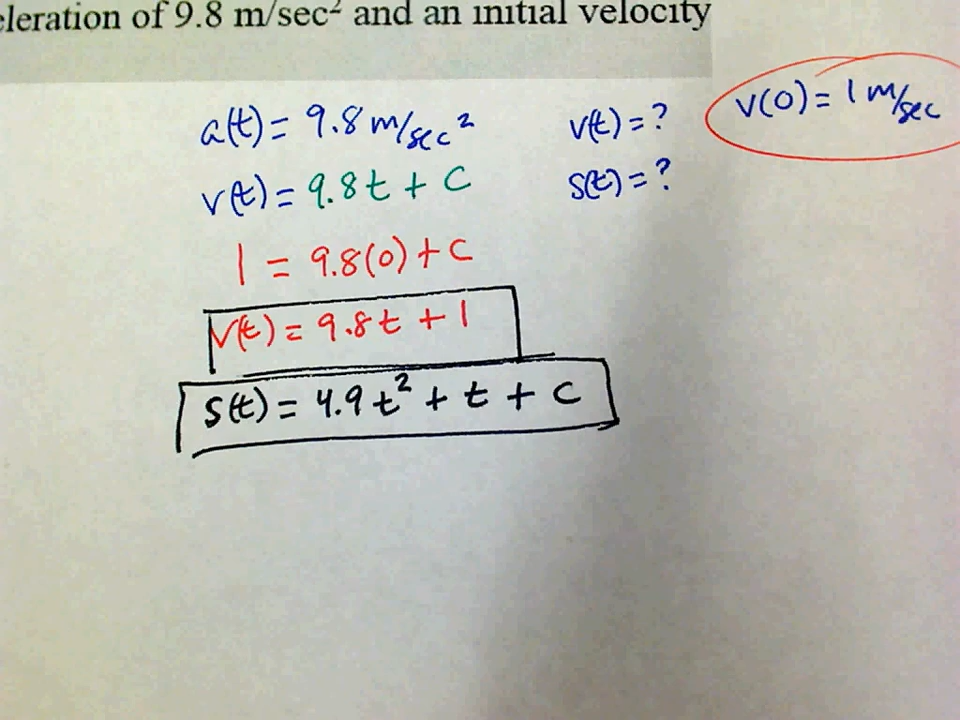 eleration of 9.8 m/sec² and an initial velocity
a(t) = 9.8 m/sec² v(t) = ? v(0) = 1 m/sec
v(t) = 9.8t + C s(t) = ?
1 = 9.8(0) + C
v(t) = 9.8t + 1
s(t) = 4.9t² + t + C